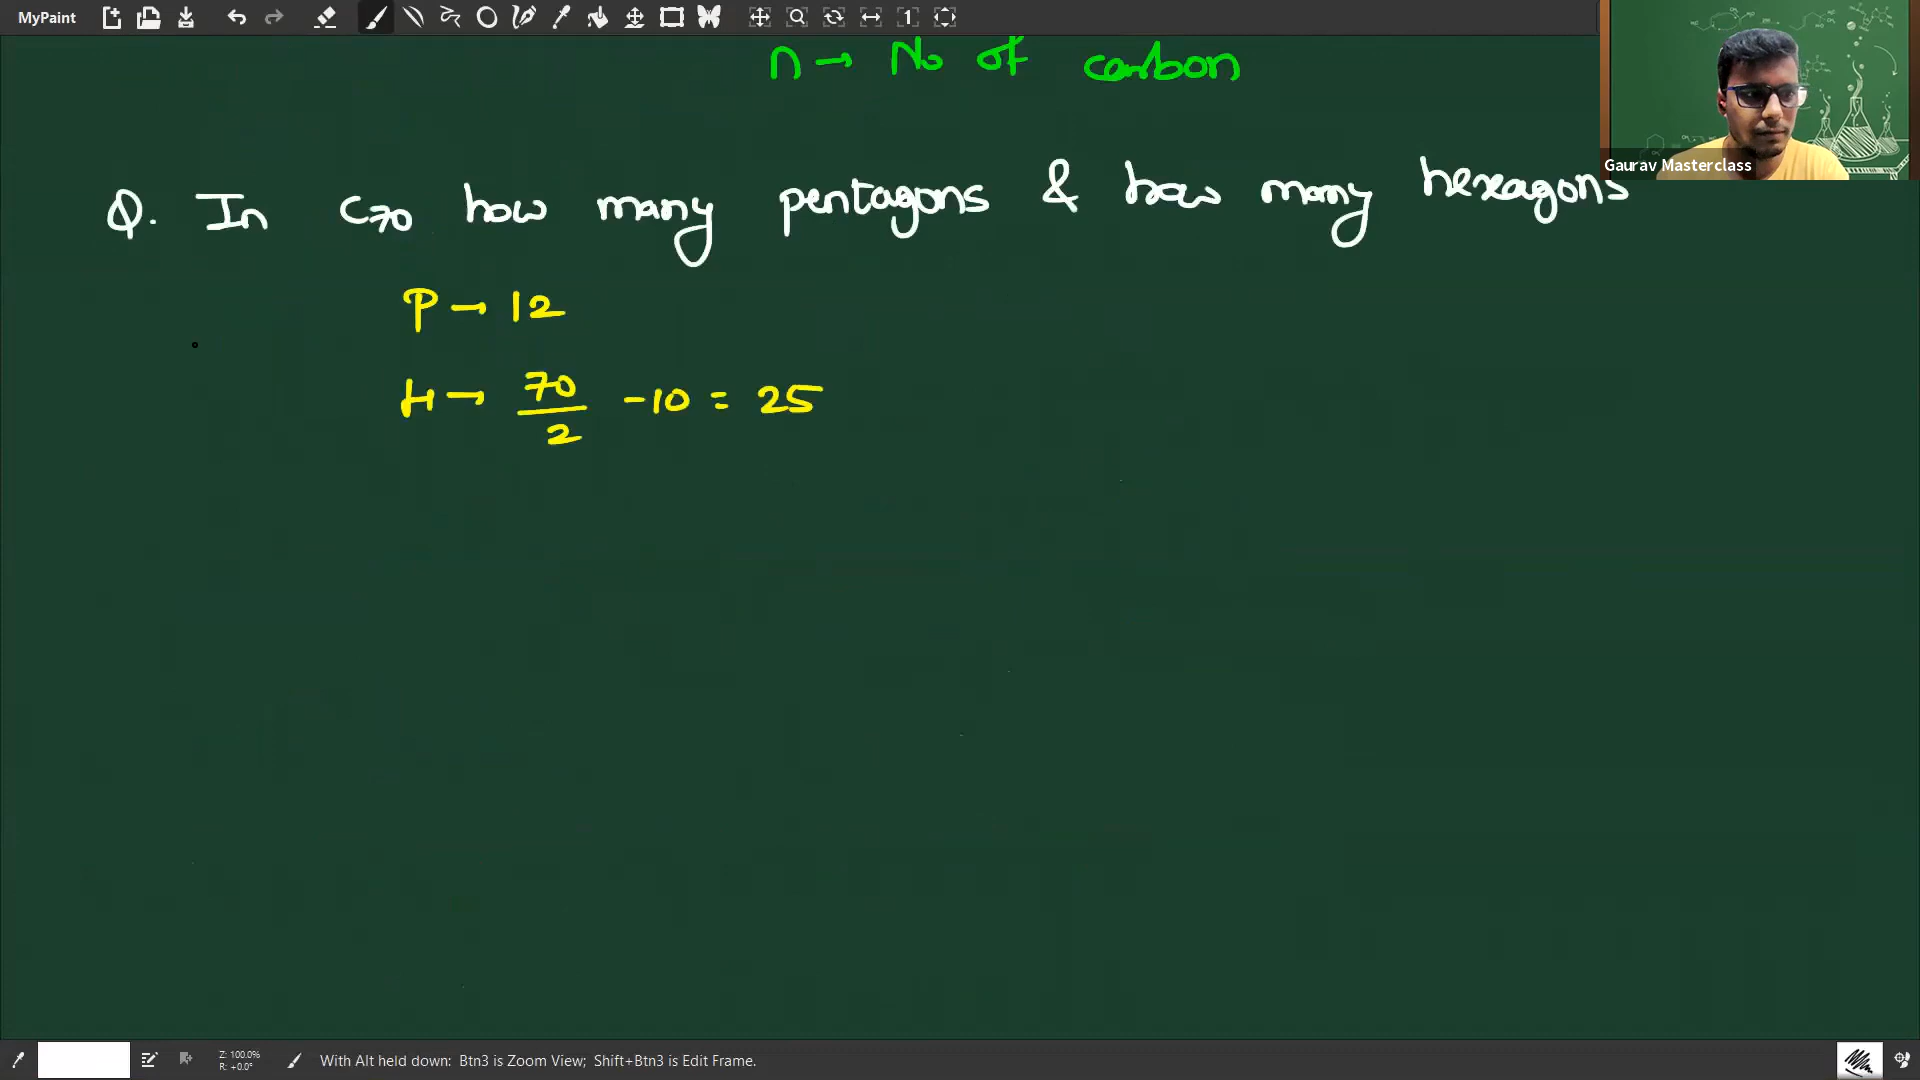 MyPaint
n → No of carbon
Gaurav Masterclass
Q. In C70 how many pentagons & how many hexagons
P → 12
H → 70/2 - 10 = 25
Z: 100.0%
R: +0.0°
With Alt held down: Btn3 is Zoom View; Shift+Btn3 is Edit Frame.